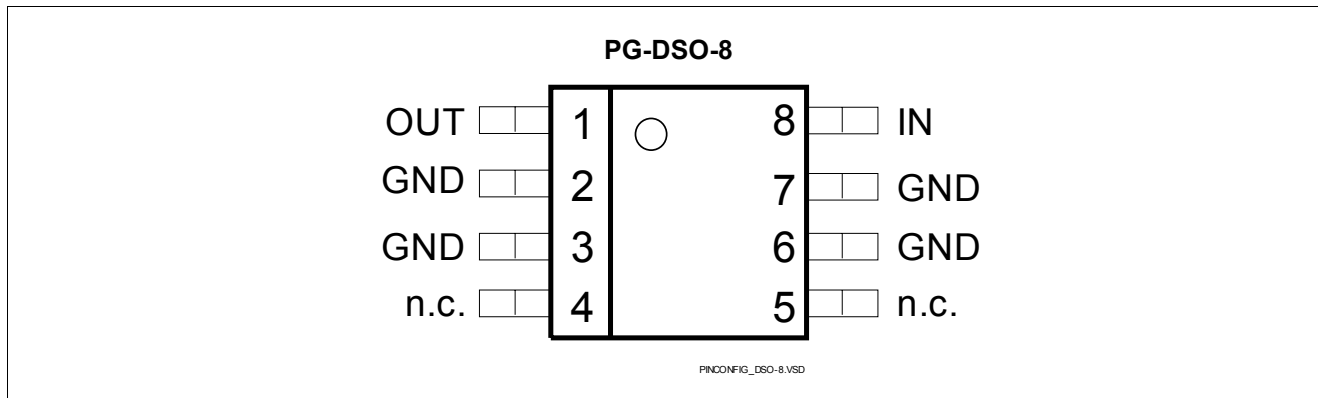 PG-DSO-8
OUT 1 8 IN
GND 2 7 GND
GND 3 6 GND
n.c. 4 5 n.c.
PINCONFIG_DSO-8.VSD